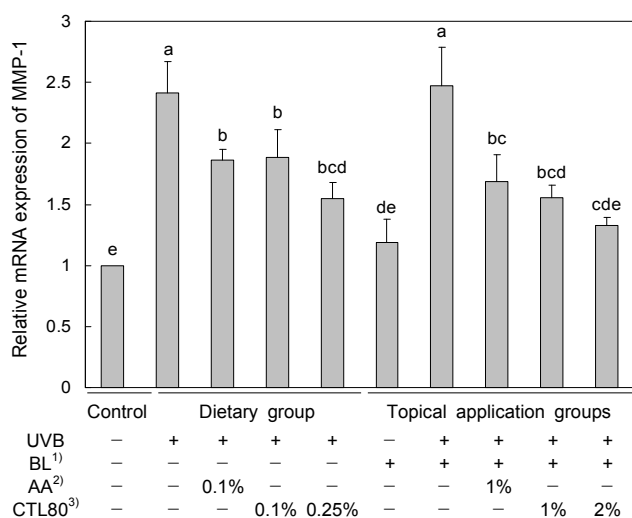 Relative mRNA expression of MMP-1
3
2.5
2
1.5
1
0.5
0
e
a
b
b
bcd
de
a
bc
bcd
cde
Control Dietary group Topical application groups
UVB – + + + + – + + + +
BL1) – – – – – + + + + +
AA2) – – 0.1% – – – – 1% – –
CTL803) – – – 0.1% 0.25% – – – 1% 2%